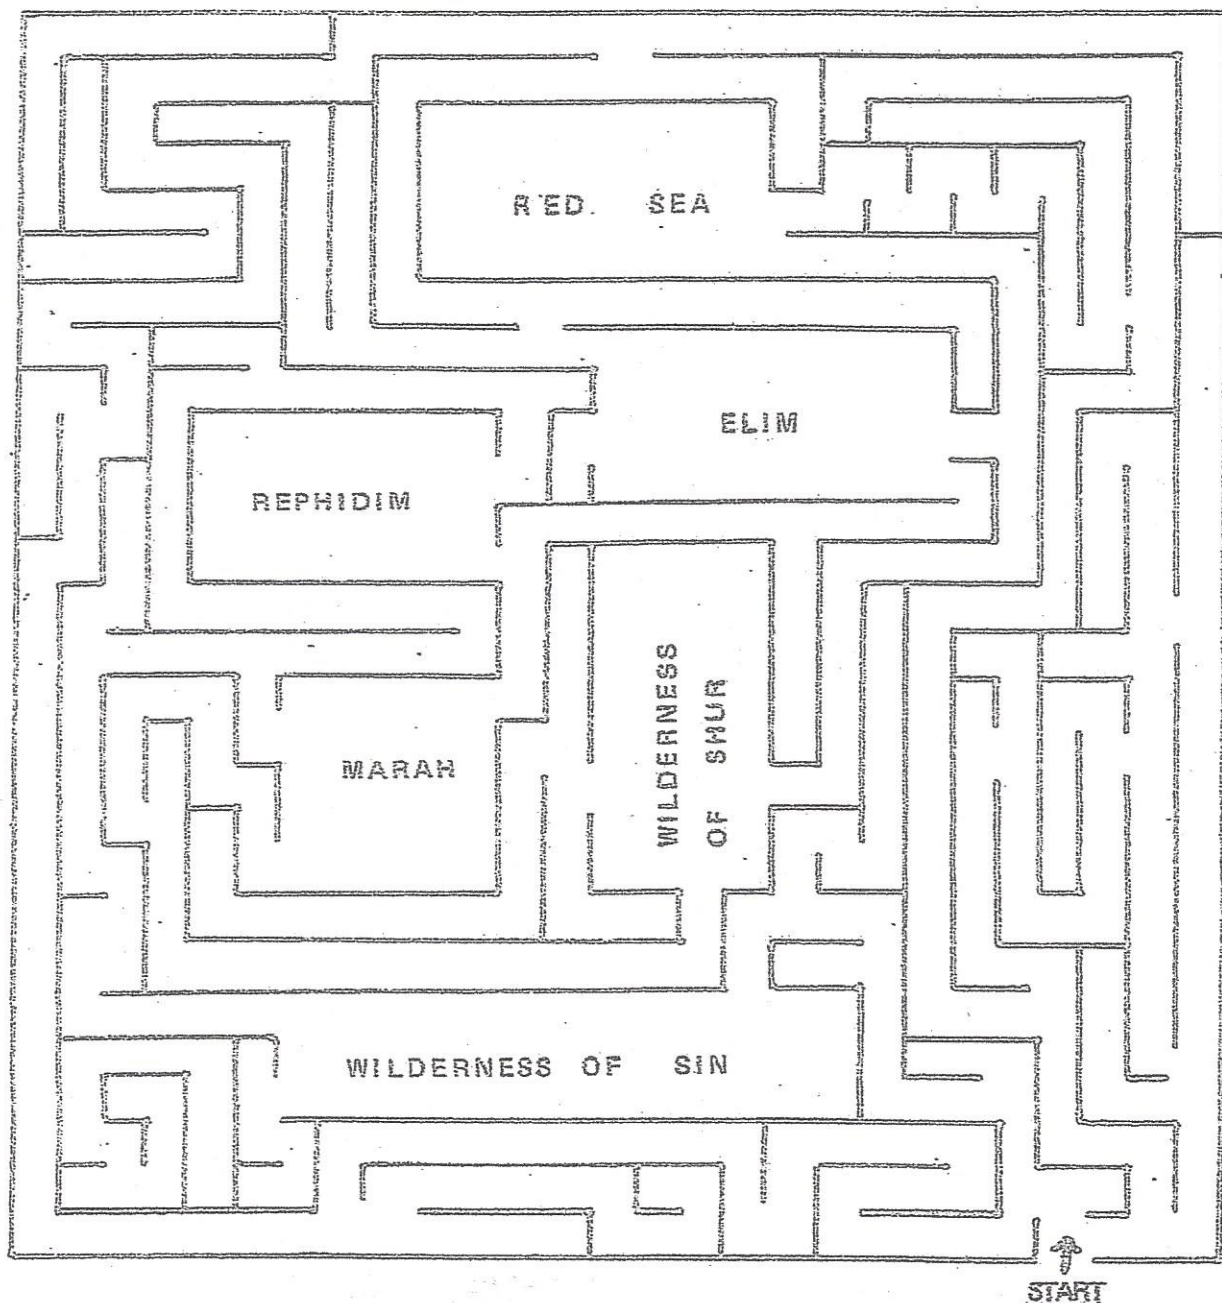 RED. SEA
ELIM
REPHIDIM
WILDERNESS
OF SHUR
MARAH
WILDERNESS OF SIN
START